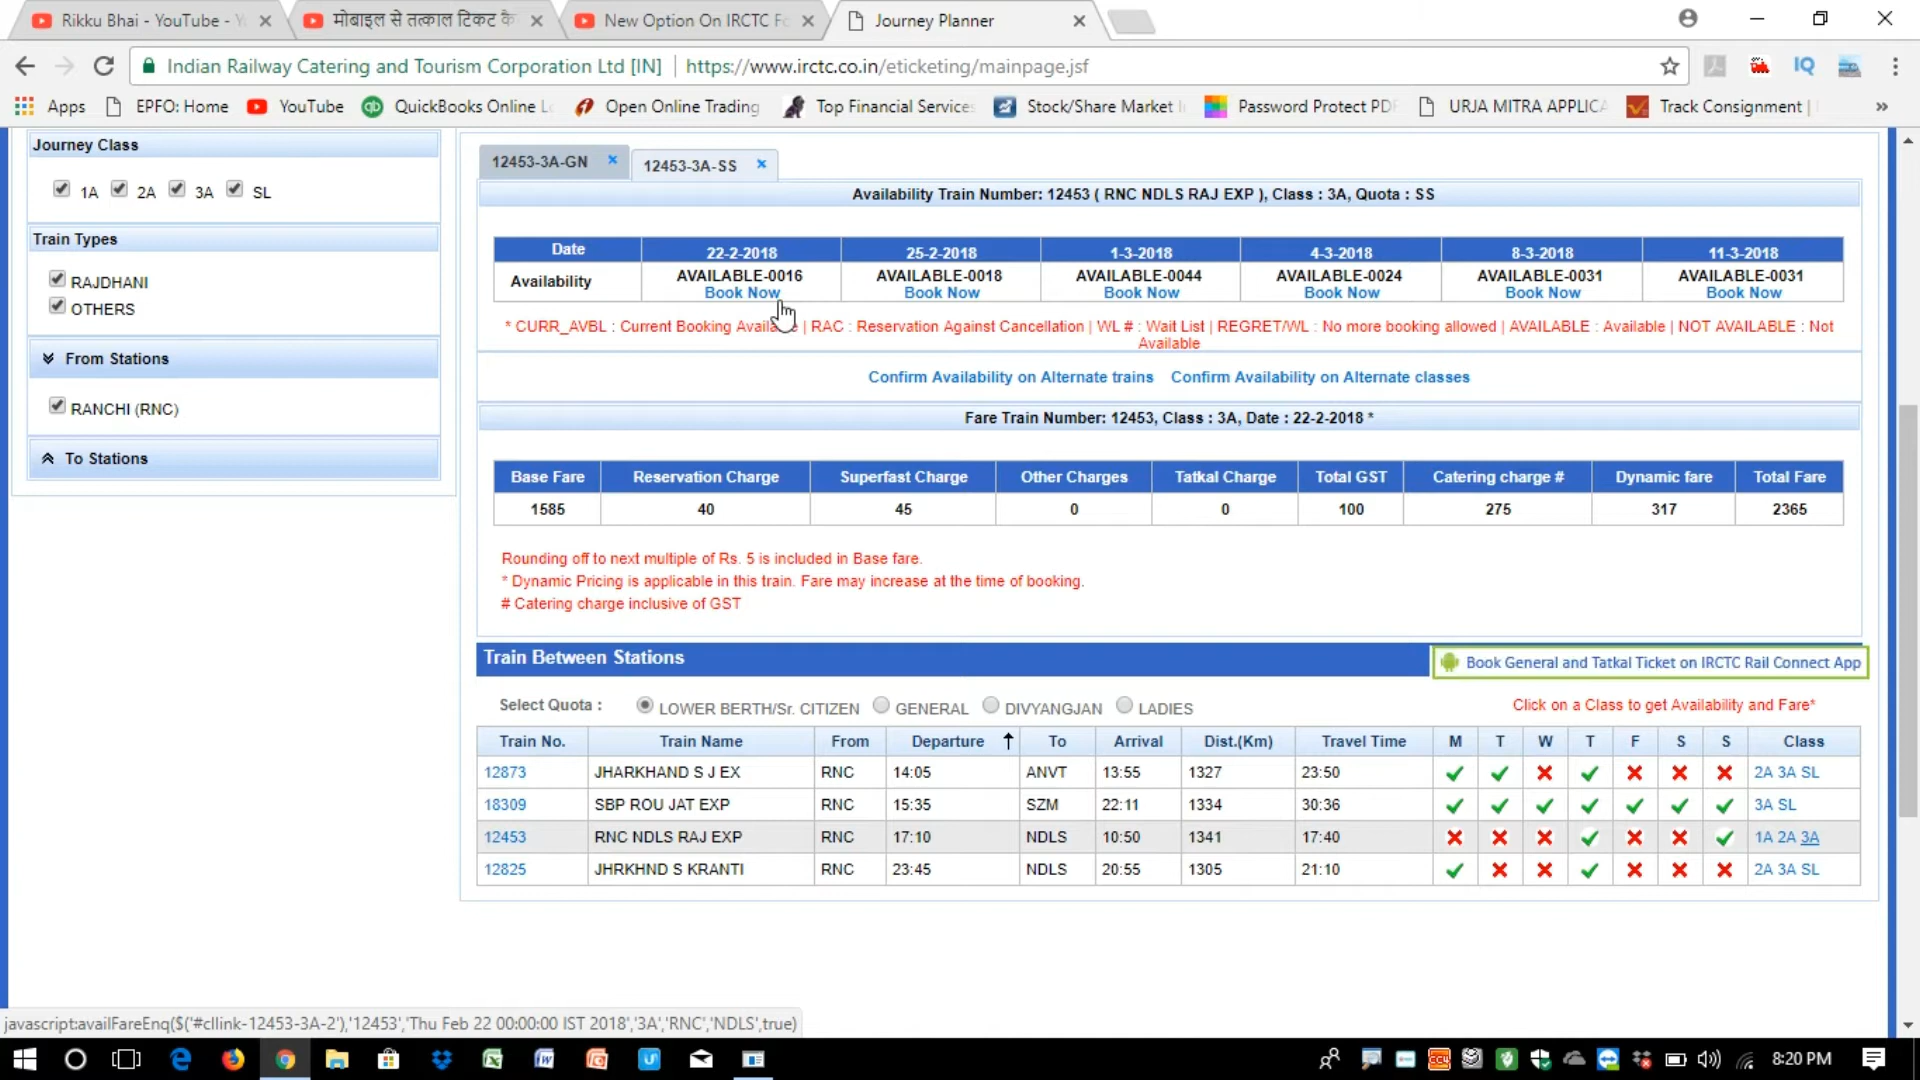 Rikku Bhai - YouTube - Y
मोबाइल से तत्काल टिकट कै
New Option On IRCTC Fo
Journey Planner
Indian Railway Catering and Tourism Corporation Ltd [IN] | https://www.irctc.co.in/eticketing/mainpage.jsf
Apps EPFO: Home YouTube QuickBooks Online Open Online Trading Top Financial Services Stock/Share Market Password Protect PDF URJA MITRA APPLICA Track Consignment |
Journey Class
1A 2A 3A SL
Train Types
RAJDHANI
OTHERS
From Stations
RANCHI (RNC)
To Stations
12453-3A-GN 12453-3A-SS
Availability Train Number: 12453 ( RNC NDLS RAJ EXP ), Class : 3A, Quota : SS
Date 22-2-2018 25-2-2018 1-3-2018 4-3-2018 8-3-2018 11-3-2018
Availability AVAILABLE-0016 AVAILABLE-0018 AVAILABLE-0044 AVAILABLE-0024 AVAILABLE-0031 AVAILABLE-0031
Book Now Book Now Book Now Book Now Book Now Book Now
* CURR_AVBL : Current Booking Available | RAC : Reservation Against Cancellation | WL # : Wait List | REGRET/WL : No more booking allowed | AVAILABLE : Available | NOT AVAILABLE : Not
Available
Confirm Availability on Alternate trains Confirm Availability on Alternate classes
Fare Train Number: 12453, Class : 3A, Date : 22-2-2018 *
Base Fare Reservation Charge Superfast Charge Other Charges Tatkal Charge Total GST Catering charge # Dynamic fare Total Fare
1585 40 45 0 0 100 275 317 2365
Rounding off to next multiple of Rs. 5 is included in Base fare.
* Dynamic Pricing is applicable in this train. Fare may increase at the time of booking.
# Catering charge inclusive of GST
Train Between Stations
Book General and Tatkal Ticket on IRCTC Rail Connect App
Select Quota : LOWER BERTH/Sr. CITIZEN GENERAL DIVYANGJAN LADIES
Click on a Class to get Availability and Fare*
Train No. Train Name From Departure To Arrival Dist.(Km) Travel Time M T W T F S S Class
12873 JHARKHAND S J EX RNC 14:05 ANVT 13:55 1327 23:50 2A 3A SL
18309 SBP ROU JAT EXP RNC 15:35 SZM 22:11 1334 30:36 3A SL
12453 RNC NDLS RAJ EXP RNC 17:10 NDLS 10:50 1341 17:40 1A 2A 3A
12825 JHRKHND S KRANTI RNC 23:45 NDLS 20:55 1305 21:10 2A 3A SL
javascript:availFareEnq($('#cllink-12453-3A-2'),'12453','Thu Feb 22 00:00:00 IST 2018','3A','RNC','NDLS',true)
8:20 PM